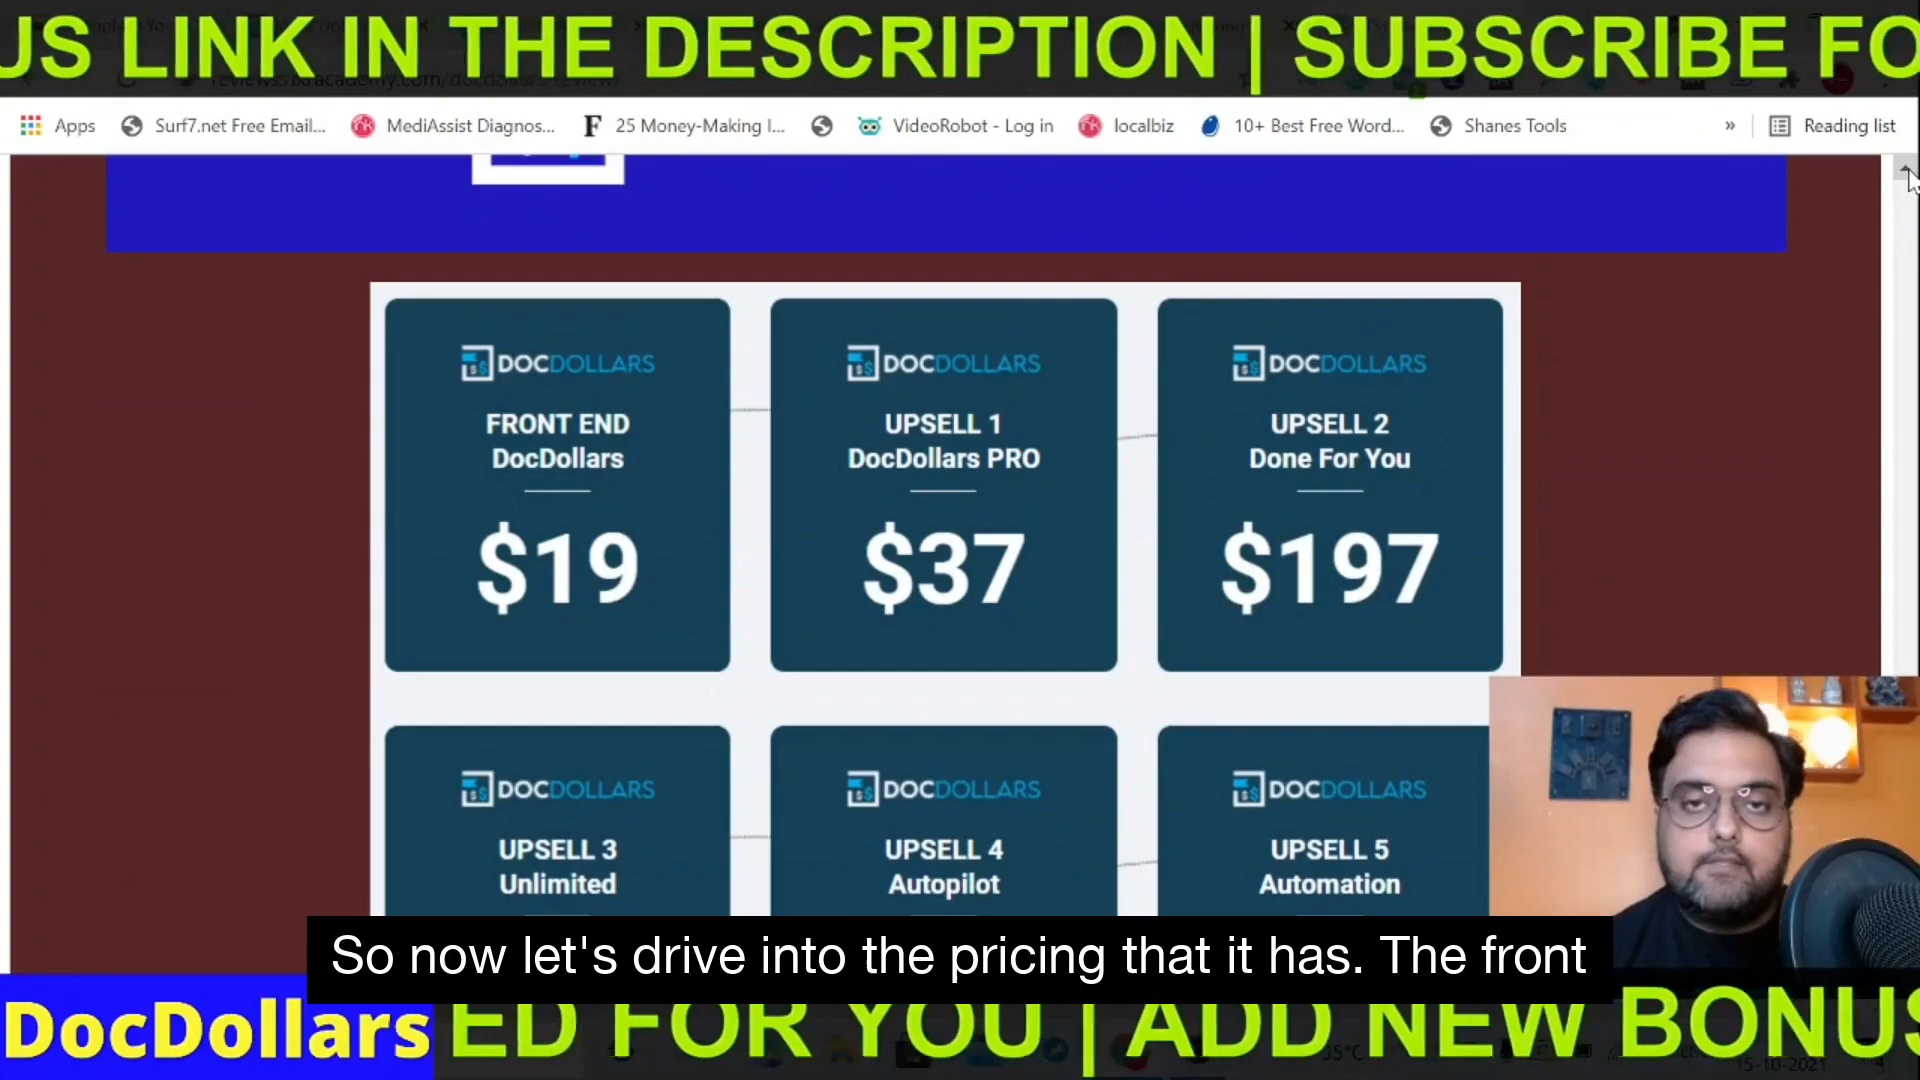 US LINK IN THE DESCRIPTION | SUBSCRIBE FO
Apps Surf7.net Free Email... MediAssist Diagnos... 25 Money-Making I... VideoRobot - Log in localbiz 10+ Best Free Word... Shanes Tools » Reading list
DOCDOLLARS
FRONT END
DocDollars
$19
DOCDOLLARS
UPSELL 1
DocDollars PRO
$37
DOCDOLLARS
UPSELL 2
Done For You
$197
DOCDOLLARS
UPSELL 3
Unlimited
DOCDOLLARS
UPSELL 4
Autopilot
DOCDOLLARS
UPSELL 5
Automation
So now let's drive into the pricing that it has. The front
DocDollars
ED FOR YOU | ADD NEW BONUS
15-10-2021